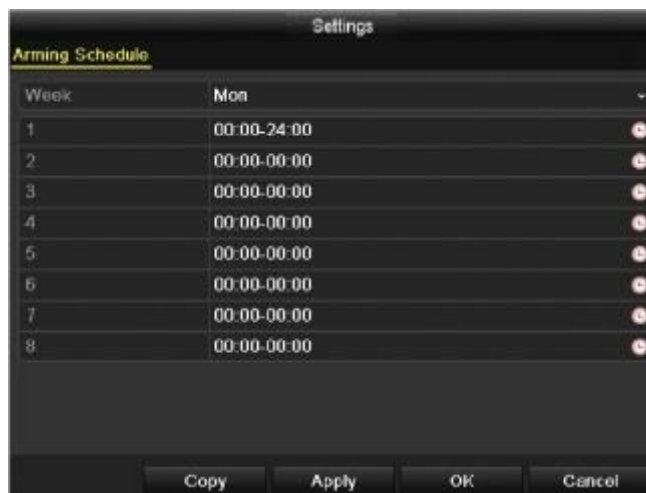 Settings
Arming Schedule
Week Mon
1 00:00-24:00
2 00:00-00:00
3 00:00-00:00
4 00:00-00:00
5 00:00-00:00
6 00:00-00:00
7 00:00-00:00
8 00:00-00:00
Copy Apply OK Cancel